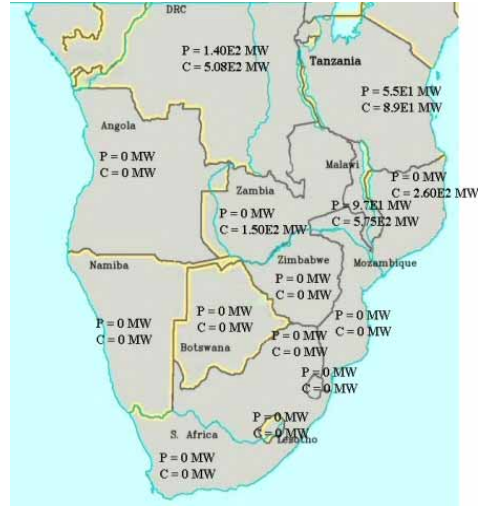 DRC
P = 1.40E2 MW
C = 5.08E2 MW
Tanzania
P = 5.5E1 MW
C = 8.9E1 MW
Angola
P = 0 MW
C = 0 MW
Malawi
P = 0 MW
C = 2.60E2 MW
Zambia
P = 0 MW
C = 1.50E2 MW
P = 9.7E1 MW
C = 5.75E2 MW
Namiba
Zimbabwe
P = 0 MW
C = 0 MW
Mozambique
P = 0 MW
C = 0 MW
P = 0 MW
C = 0 MW
Botswana
P = 0 MW
C = 0 MW
P = 0 MW
C = 0 MW
P = 0 MW
C = 0 MW
P = 0 MW
C = 0 MW
Lesotho
S. Africa
P = 0 MW
C = 0 MW